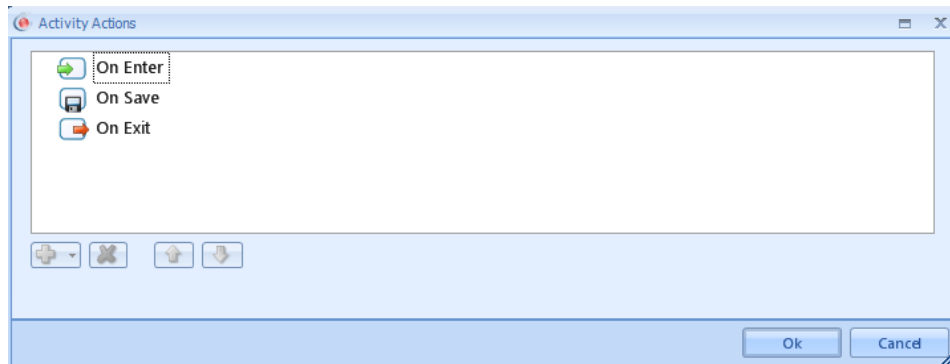 Activity Actions
On Enter
On Save
On Exit
Ok
Cancel